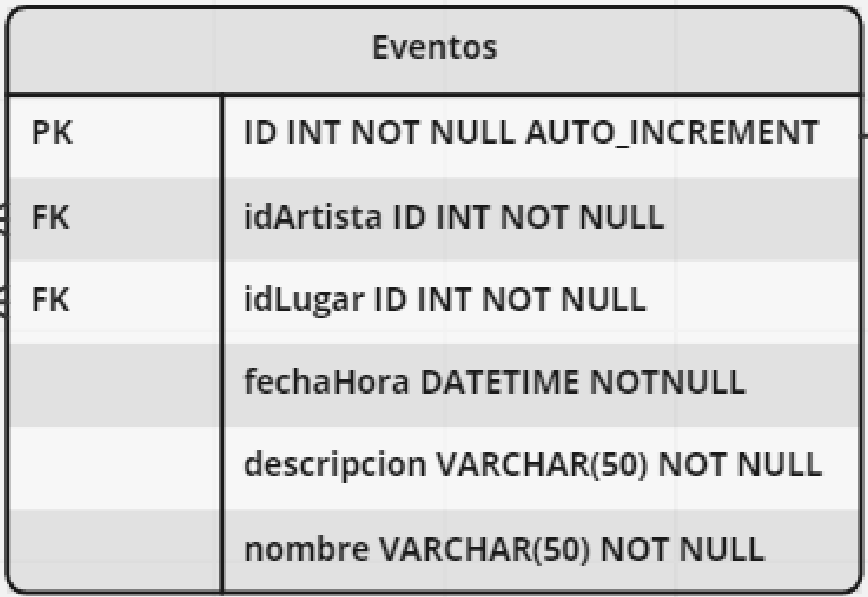 Eventos
PK ID INT NOT NULL AUTO_INCREMENT
FK idArtista ID INT NOT NULL
FK idLugar ID INT NOT NULL
fechaHora DATETIME NOTNULL
descripcion VARCHAR(50) NOT NULL
nombre VARCHAR(50) NOT NULL